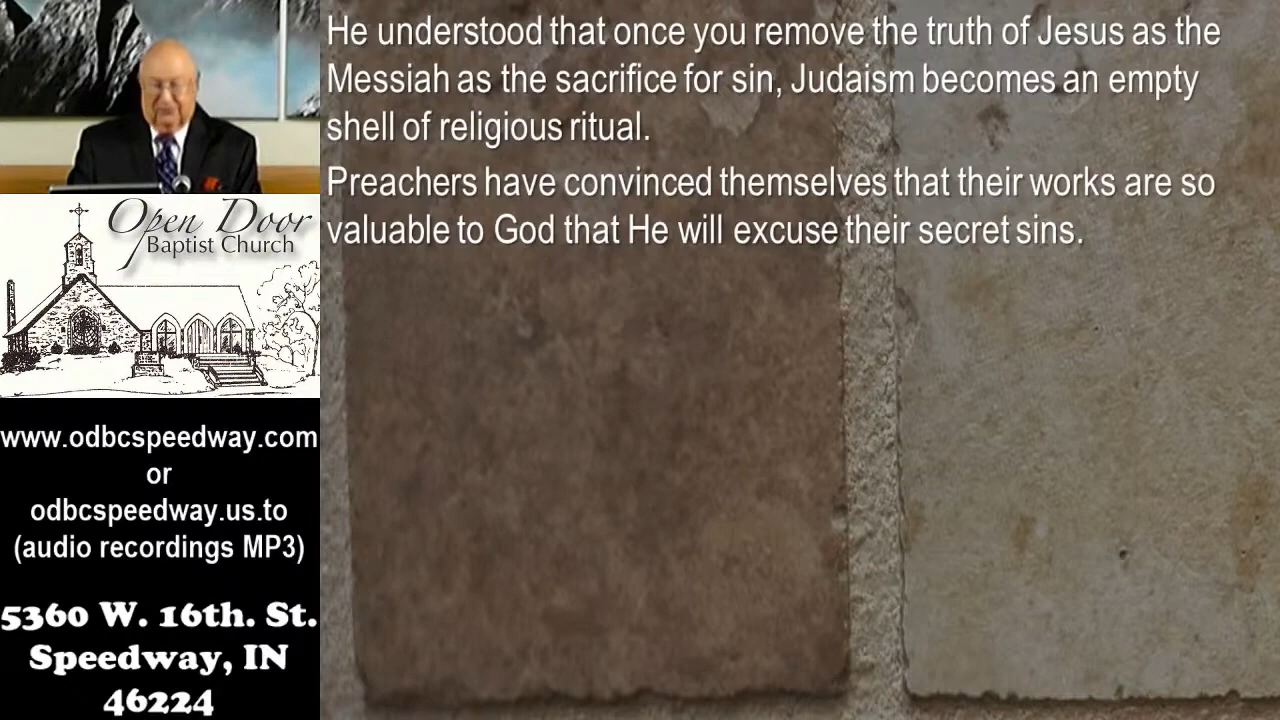 He understood that once you remove the truth of Jesus as the
Messiah as the sacrifice for sin, Judaism becomes an empty
shell of religious ritual.
Preachers have convinced themselves that their works are so
valuable to God that He will excuse their secret sins.
Open Door
Baptist Church
www.odbcspeedway.com
or
odbcspeedway.us.to
(audio recordings MP3)
5360 W. 16th. St.
Speedway, IN
46224